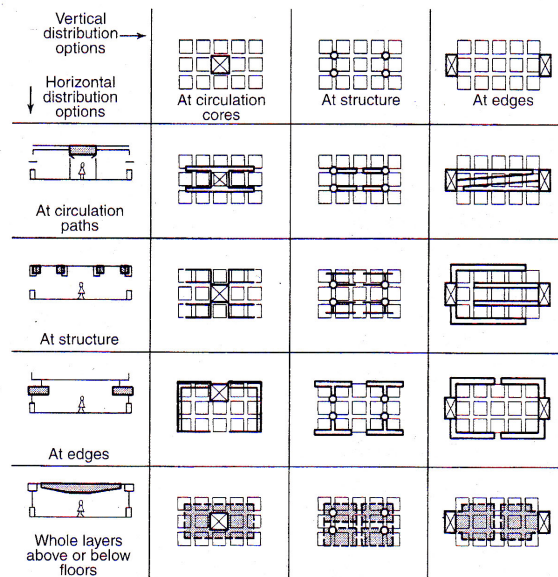 Vertical
distribution
options
Horizontal
distribution
options
At circulation
cores
At structure
At edges
At circulation
paths
At structure
At edges
Whole layers
above or below
floors